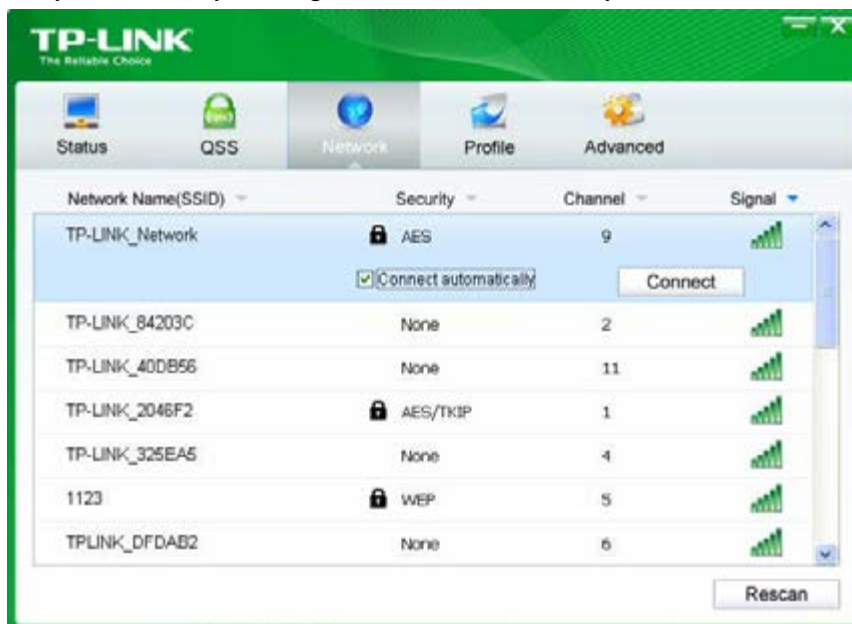 TP-LINK
The Reliable Choice
Status QSS Network Profile Advanced
Network Name(SSID) Security Channel Signal
TP-LINK_Network AES 9
Connect automatically Connect
TP-LINK_84203C None 2
TP-LINK_40DB56 None 11
TP-LINK_2046F2 AES/TKIP 1
TP-LINK_325EA5 None 4
1123 WEP 5
TPLINK_DFDAB2 None 6
Rescan